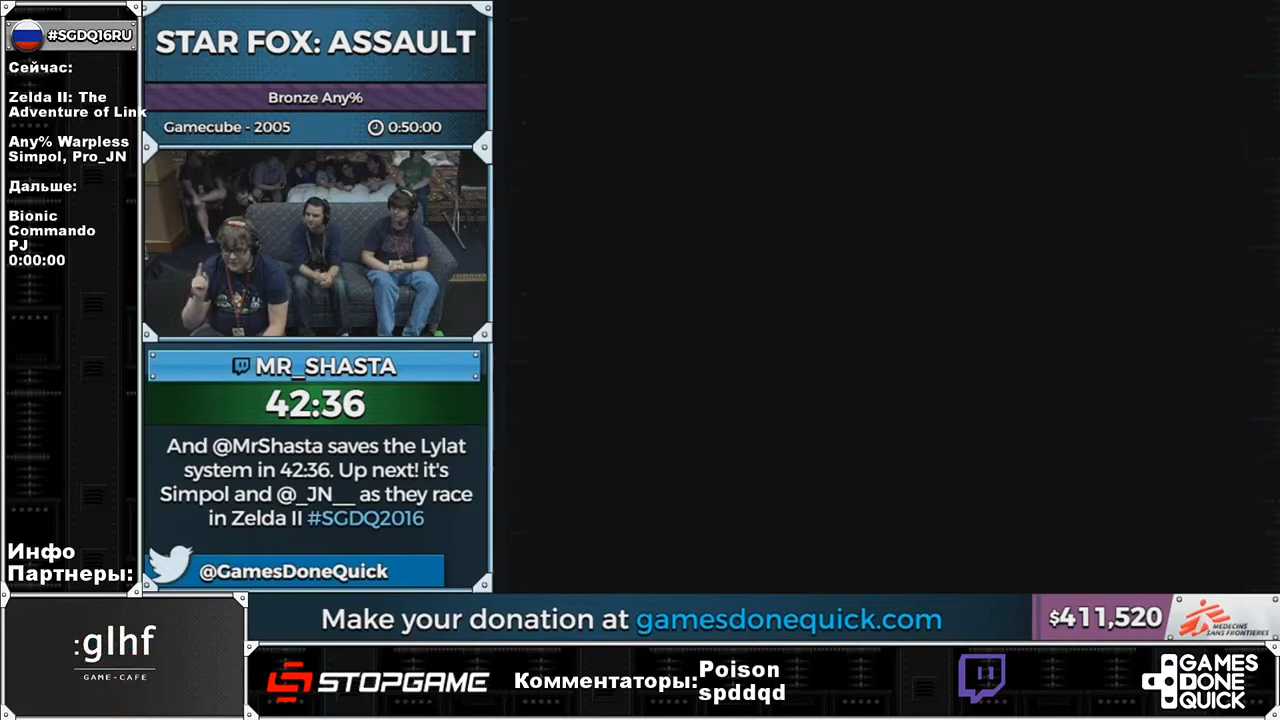 #SGDQ16RU
Сейчас:
Zelda II: The
Adventure of Link
Any% Warpless
Simpol, Pro_JN
Дальше:
Bionic
Commando
PJ
0:00:00
Инфо
Партнеры:
STAR FOX: ASSAULT
Bronze Any%
Gamecube - 2005 0:50:00
MR_SHASTA
42:36
And @MrShasta saves the Lylat
system in 42:36. Up next! it's
Simpol and @_JN__ as they race
in Zelda II #SGDQ2016
@GamesDoneQuick
Make your donation at gamesdonequick.com
$411,520
MEDECINS
SANS FRONTIERES
:glhf
GAME-CAFE
STOPGAME
Комментаторы:
Poison
spddqd
GAMES
DONE
QUICK